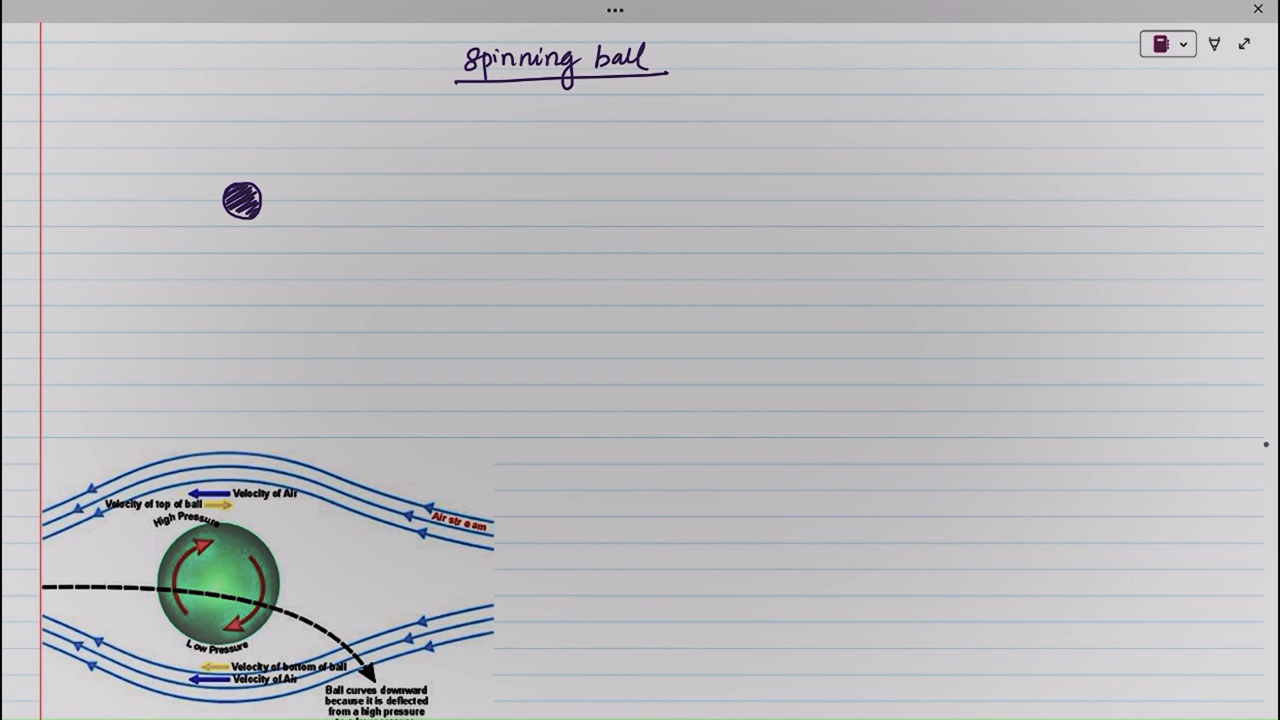 spinning ball
Velocity of Air
Velocity of top of ball
High Pressure
Air stream
Low Pressure
Velocity of bottom of ball
Velocity of Air
Ball curves downward
because it is deflected
from a high pressure